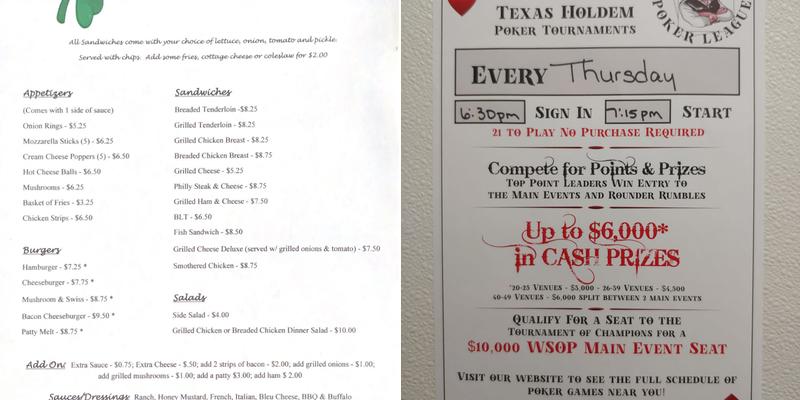 All Sandwiches come with your choice of lettuce, onion, tomato and pickle.
Served with chips. Add some fries, cottage cheese or coleslaw for $2.00
Appetizers
(Comes with 1 side of sauce)
Onion Rings - $5.25
Mozzarella Sticks (5) - $6.25
Cream Cheese Poppers (5) - $6.50
Hot Cheese Balls - $6.50
Mushrooms - $6.25
Basket of Fries - $3.25
Chicken Strips - $6.50
Burgers
Hamburger - $7.25 *
Cheeseburger - $7.75 *
Mushroom & Swiss - $8.75 *
Bacon Cheeseburger - $9.50 *
Patty Melt - $8.75 *
Sandwiches
Breaded Tenderloin -$8.25
Grilled Tenderloin - $8.25
Grilled Chicken Breast - $8.25
Breaded Chicken Breast - $8.75
Grilled Cheese - $5.25
Philly Steak & Cheese - $8.75
Grilled Ham & Cheese - $7.50
BLT - $6.50
Fish Sandwich - $8.50
Grilled Cheese Deluxe (served w/ grilled onions & tomato) - $7.50
Smothered Chicken - $8.75
Salads
Side Salad - $4.00
Grilled Chicken or Breaded Chicken Dinner Salad - $10.00
Add On: Extra Sauce - $0.75; Extra Cheese - $.50; add 2 strips of bacon - $2.00; add grilled onions - $1.00;
add grilled mushrooms - $1.00; add a patty $3.00; add ham $ 2.00
Sauces/Dressings Ranch, Honey Mustard, French, Italian, Bleu Cheese, BBQ & Buffalo
Texas Holdem
Poker Tournaments
Poker League
Every Thursday
6:30pm Sign In 7:15pm Start
21 to Play No Purchase Required
Compete for Points & Prizes
Top Point Leaders Win Entry to
the Main Events and Rounder Rumbles
Up to $6,000*
in CASH PRIZES
*20-25 Venues - $3,000 - 26-39 Venues - $4,500
40-49 Venues - $6,000 split between 2 main events
Qualify For a Seat to the
Tournament of Champions for a
$10,000 WSOP Main Event Seat
Visit our website to see the full schedule of
poker games near you!